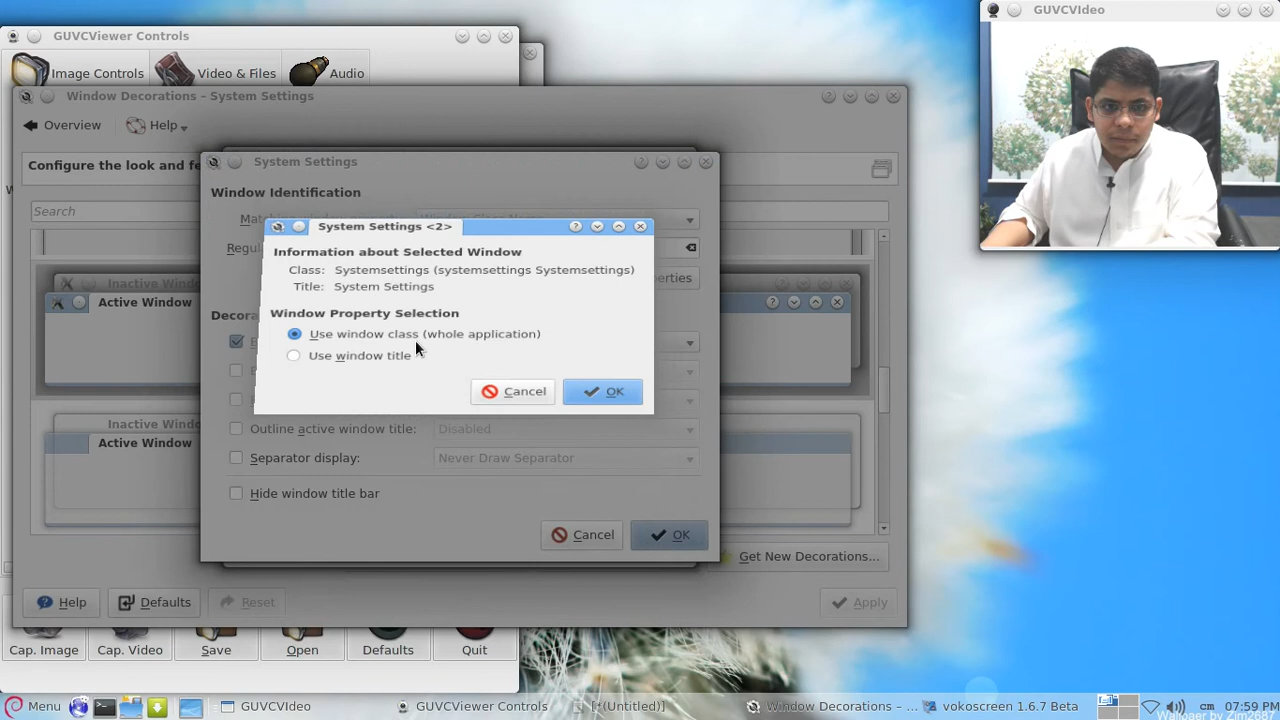 GUVCViewer Controls
GUVCVIdeo
Image Controls
Video & Files
Audio
Window Decorations - System Settings
Overview
Help
Configure the look and fe
Search
System Settings
Window Identification
System Settings <2>
Information about Selected Window
Class: Systemsettings (systemsettings Systemsettings)
Title: System Settings
Window Property Selection
Use window class (whole application)
Use window title
Cancel
OK
Inactive Window
Active Window
Outline active window title: Disabled
Separator display: Never Draw Separator
Hide window title bar
Cancel
OK
Inactive Window
Active Window
Get New Decorations...
Help
Defaults
Reset
Apply
Cap. Image
Cap. Video
Save
Open
Defaults
Quit
Menu
GUVCVIdeo
GUVCViewer Controls
[*(Untitled)]
Window Decorations – ...
vokoscreen 1.6.7 Beta
cm
07:59 PM